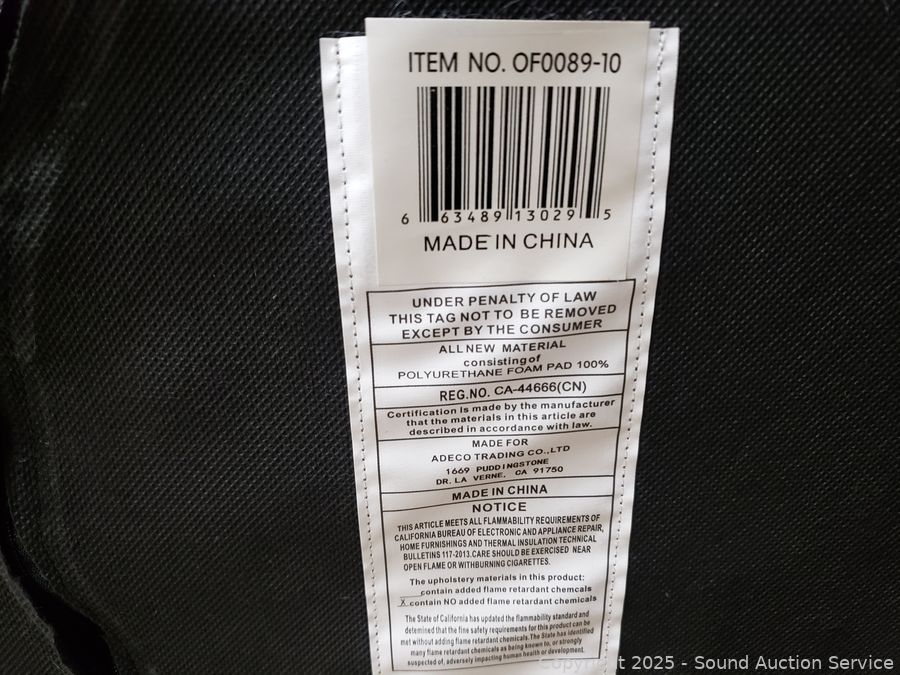 ITEM NO. OF0089-10
6 63489 13029 5
MADE IN CHINA
UNDER PENALTY OF LAW
THIS TAG NOT TO BE REMOVED
EXCEPT BY THE CONSUMER
ALL NEW MATERIAL
consisting of
POLYURETHANE FOAM PAD 100%
REG.NO. CA-44666(CN)
Certification is made by the manufacturer
that the materials in this article are
described in accordance with law.
MADE FOR
ADECO TRADING CO.,LTD
1669 PUDDINGSTONE
DR. LA VERNE, CA 91750
MADE IN CHINA
NOTICE
THIS ARTICLE MEETS ALL FLAMMABILITY REQUIREMENTS OF
CALIFORNIA BUREAU OF ELECTRONIC AND APPLIANCE REPAIR,
HOME FURNISHINGS AND THERMAL INSULATION TECHNICAL
BULLETINS 117-2013.CARE SHOULD BE EXERCISED NEAR
OPEN FLAME OR WITHBURNING CIGARETTES.
The upholstery materials in this product:
___contain added flame retardant chemcals
X contain NO added flame retardant chemicals
The State of California has updated the flammability standard and
determined that the fine safety requirements for this product can be
met without adding flame retardant chemicals.The State has identified
many flame retardant chemicals as being known to, or strongly
suspected of, adversely impacting human health or development.
Copyright 2025 - Sound Auction Service